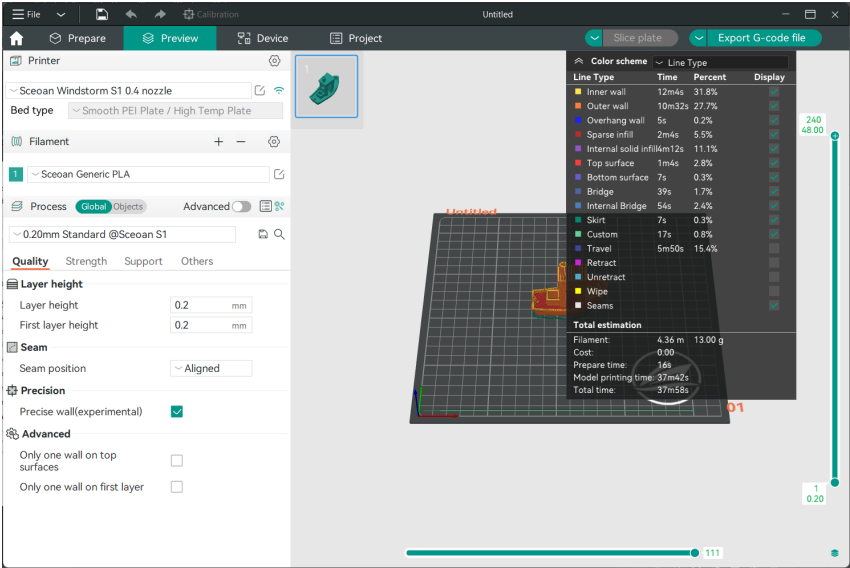 File
Calibration
Untitled
Prepare
Preview
Device
Project
Slice plate
Export G-code file
Printer
Sceoan Windstorm S1 0.4 nozzle
Bed type
Smooth PEI Plate / High Temp Plate
Filament
1
Sceoan Generic PLA
Process
Global
Objects
Advanced
0.20mm Standard @Sceoan S1
Quality
Strength
Support
Others
Layer height
Layer height
0.2 mm
First layer height
0.2 mm
Seam
Seam position
Aligned
Precision
Precise wall(experimental)
Advanced
Only one wall on top
surfaces
Only one wall on first layer
1
Untitled
01
Color scheme
Line Type
Line Type Time Percent Display
Inner wall 12m4s 31.8%
Outer wall 10m32s 27.7%
Overhang wall 5s 0.2%
Sparse infill 2m4s 5.5%
Internal solid infill 4m12s 11.1%
Top surface 1m4s 2.8%
Bottom surface 7s 0.3%
Bridge 39s 1.7%
Internal Bridge 54s 2.4%
Skirt 7s 0.3%
Custom 17s 0.8%
Travel 5m50s 15.4%
Retract
Unretract
Wipe
Seams
Total estimation
Filament: 4.36 m 13.00 g
Cost: 0.00
Prepare time: 16s
Model printing time: 37m42s
Total time: 37m58s
240
48.00
1
0.20
111